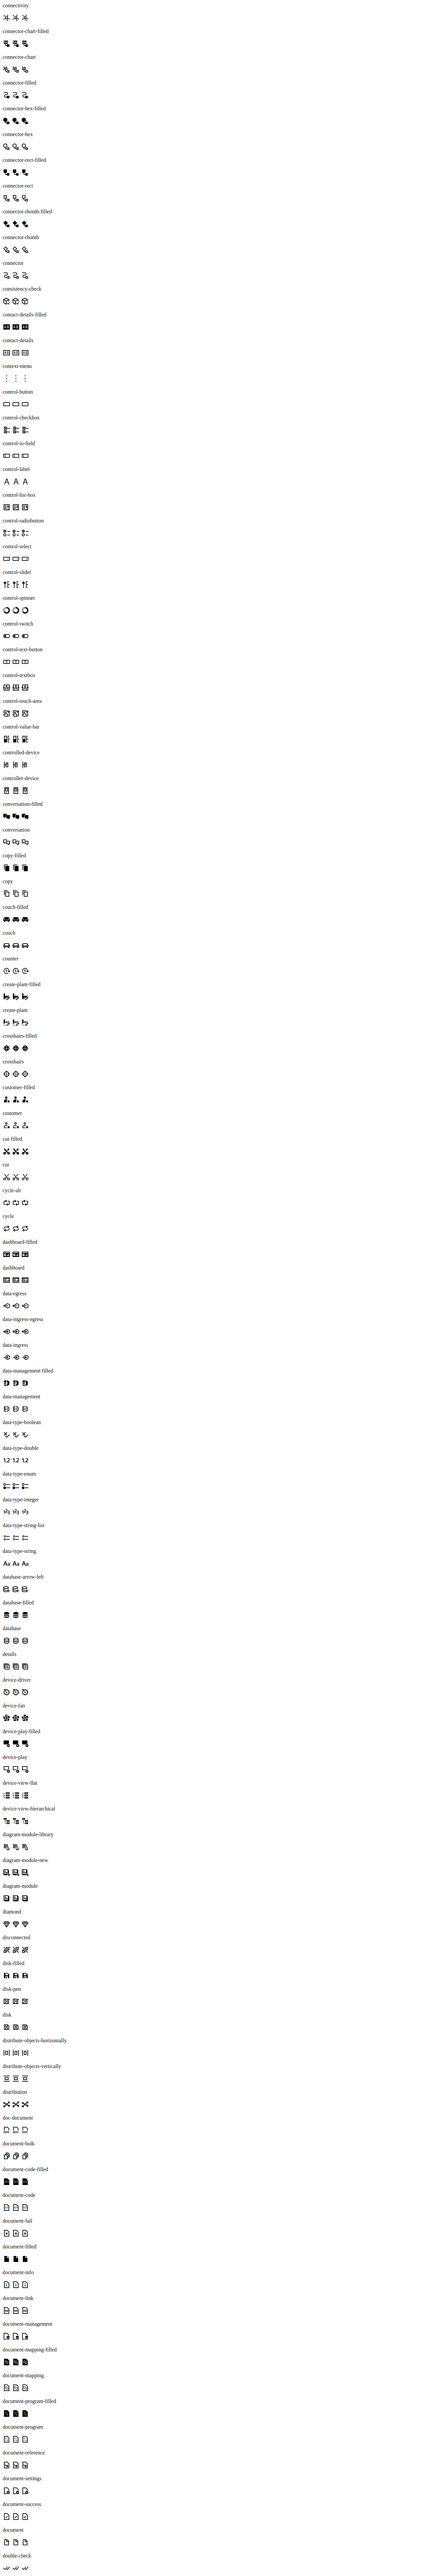 connectivity
connector-chart-filled
connector-chart
connector-filled
connector-hex-filled
connector-hex
connector-rect-filled
connector-rect
connector-rhomb-filled
connector-rhomb
connector
consistency-check
contact-details-filled
contact-details
context-menu
control-button
control-checkbox
control-io-field
control-label
control-list-box
control-radiobutton
control-select
control-slider
control-spinner
control-switch
control-text-button
control-textbox
control-touch-area
control-value-bar
controlled-device
controller-device
conversation-filled
conversation
copy-filled
copy
couch-filled
couch
counter
create-plant-filled
create-plant
crosshairs-filled
crosshairs
customer-filled
customer
cut-filled
cut
cycle-alt
cycle
dashboard-filled
dashboard
data-egress
data-ingress-egress
data-ingress
data-management-filled
data-management
data-type-boolean
data-type-double
1.2 1.2 1.2
data-type-enum
data-type-integer
data-type-string-list
data-type-string
Aa Aa Aa
database-arrow-left
database-filled
database
details
device-driver
device-fan
device-play-filled
device-play
device-view-flat
device-view-hierarchical
diagram-module-library
diagram-module-new
diagram-module
diamond
disconnected
disk-filled
disk-pen
disk
distribute-objects-horizontally
distribute-objects-vertically
distribution
doc-document
document-bulk
document-code-filled
document-code
document-fail
document-filled
document-info
document-link
document-management
document-mapping-filled
document-mapping
document-program-filled
document-program
document-reference
document-settings
document-success
document
double-check